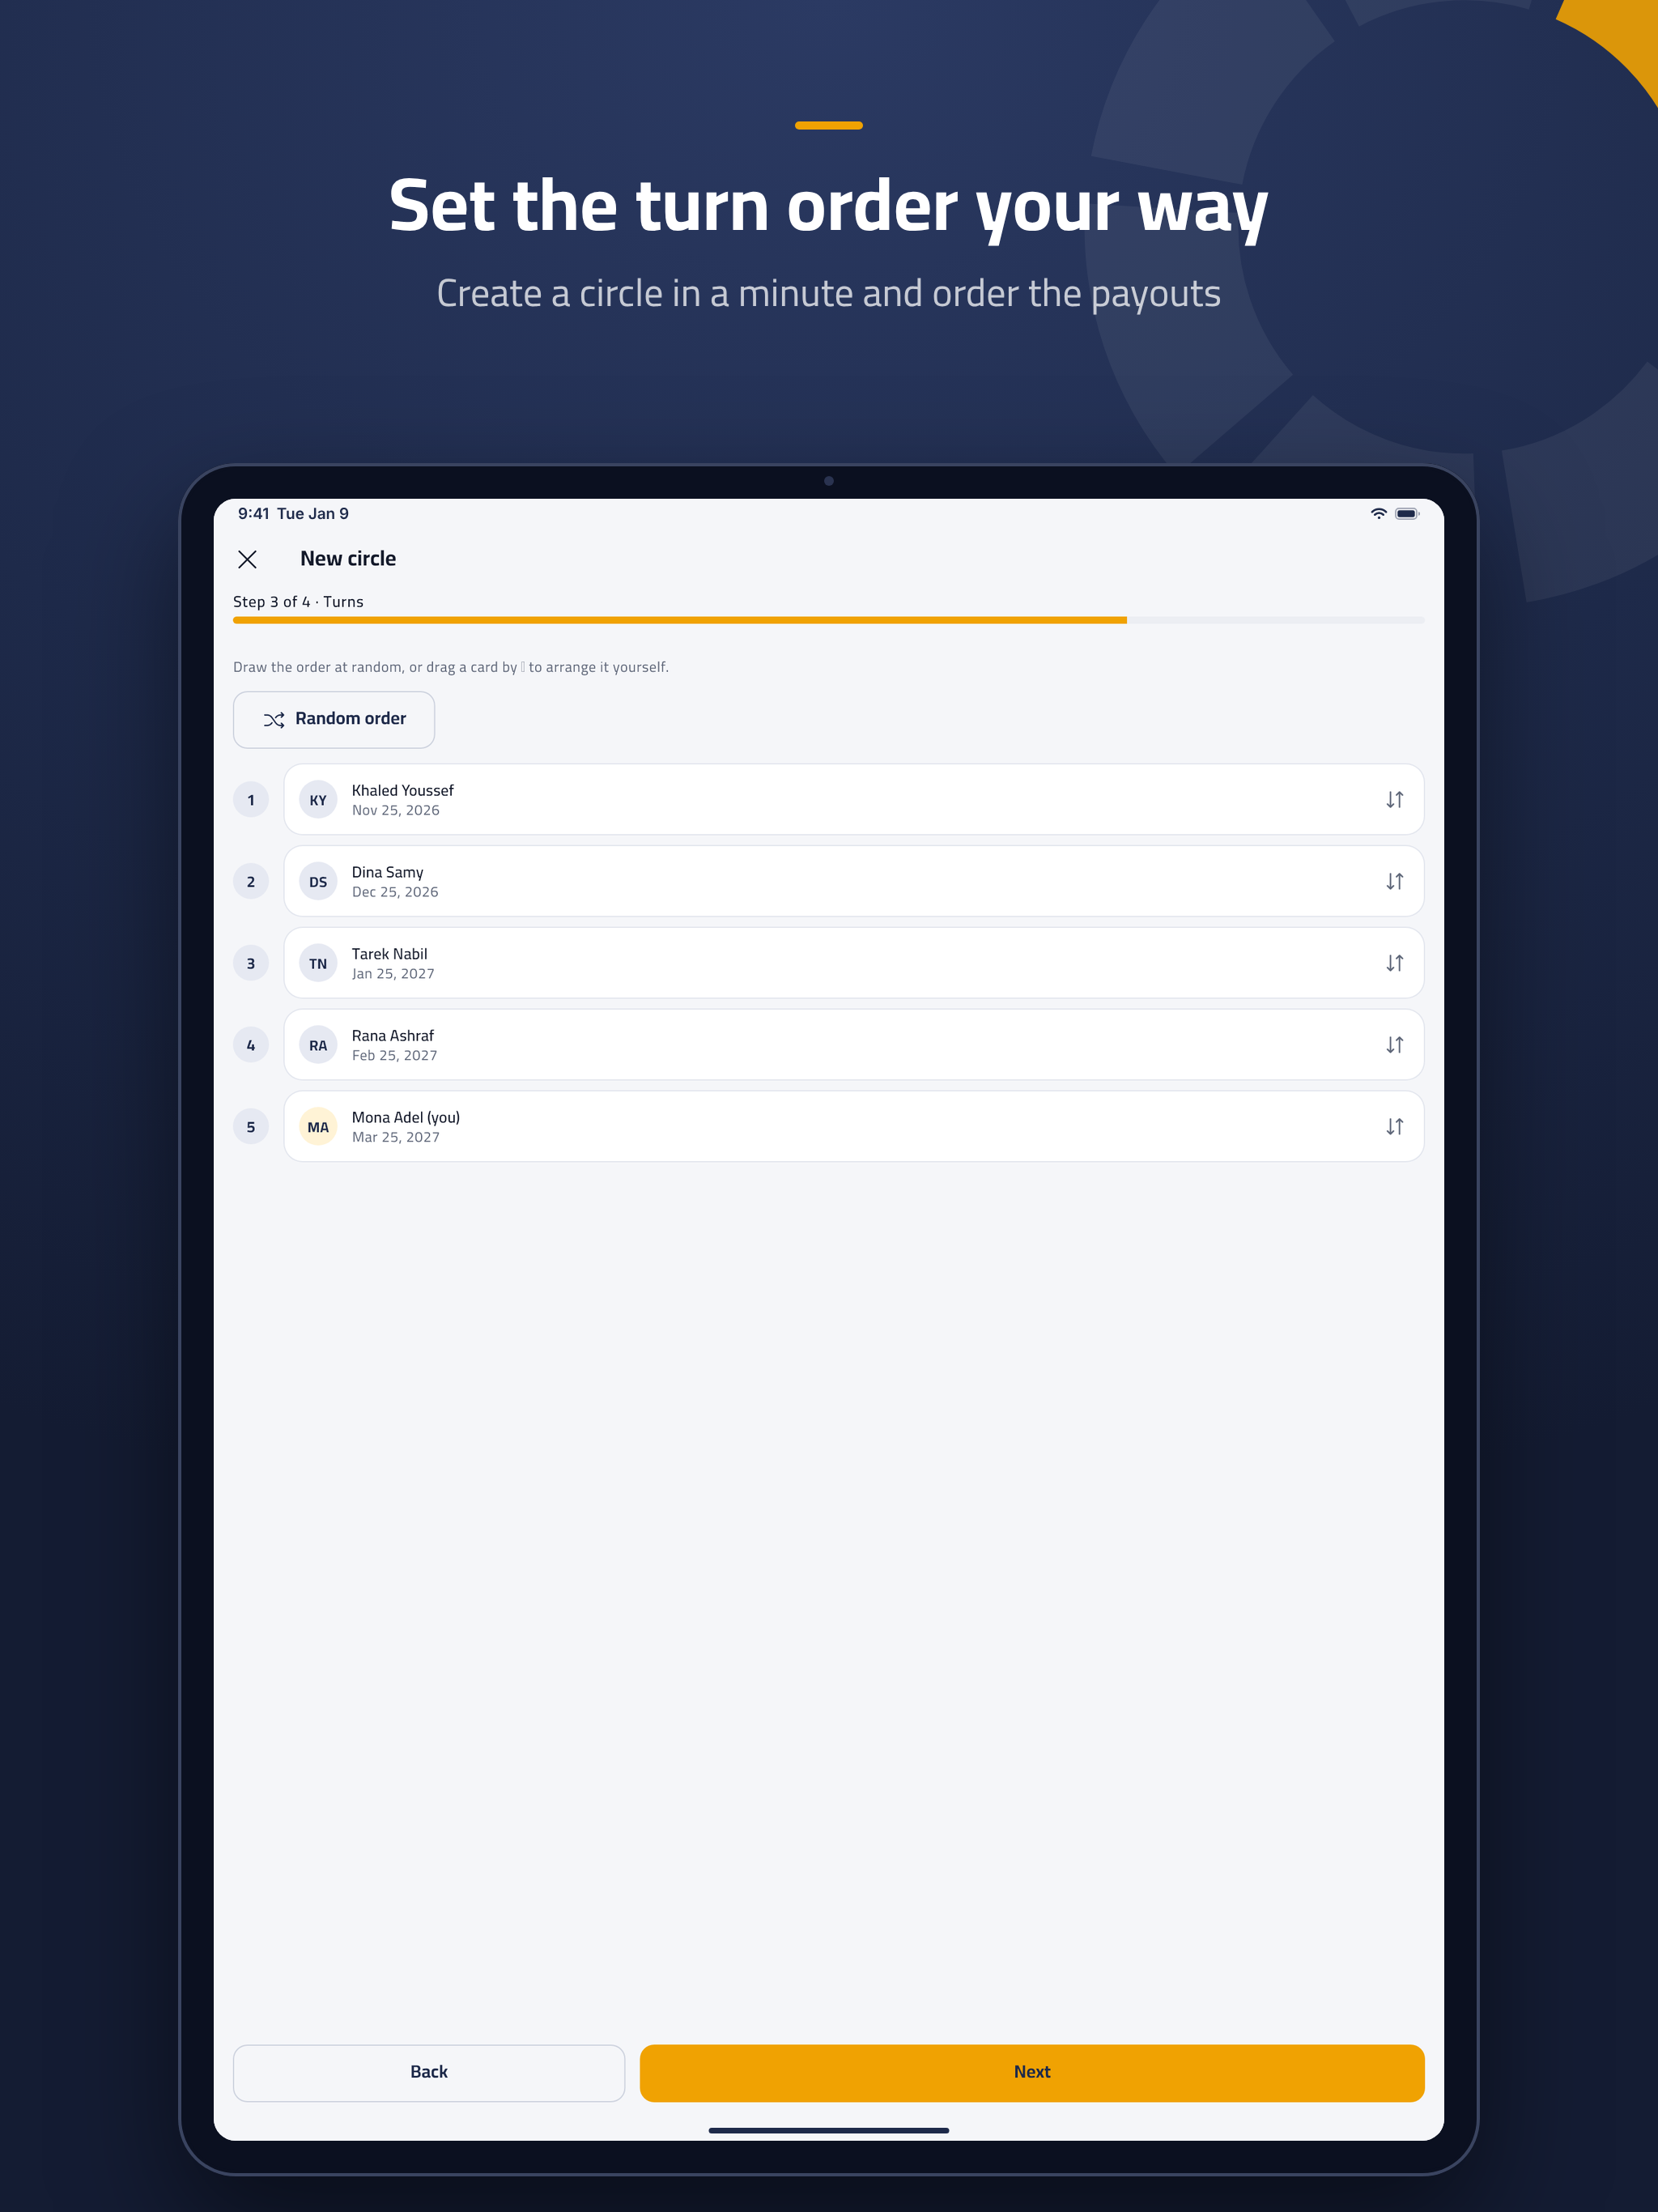 Set the turn order your way
Create a circle in a minute and order the payouts
9:41 Tue Jan 9
New circle
Step 3 of 4 · Turns
Draw the order at random, or drag a card by ▯ to arrange it yourself.
Random order
1
KY
Khaled Youssef
Nov 25, 2026
2
DS
Dina Samy
Dec 25, 2026
3
TN
Tarek Nabil
Jan 25, 2027
4
RA
Rana Ashraf
Feb 25, 2027
5
MA
Mona Adel (you)
Mar 25, 2027
Back
Next